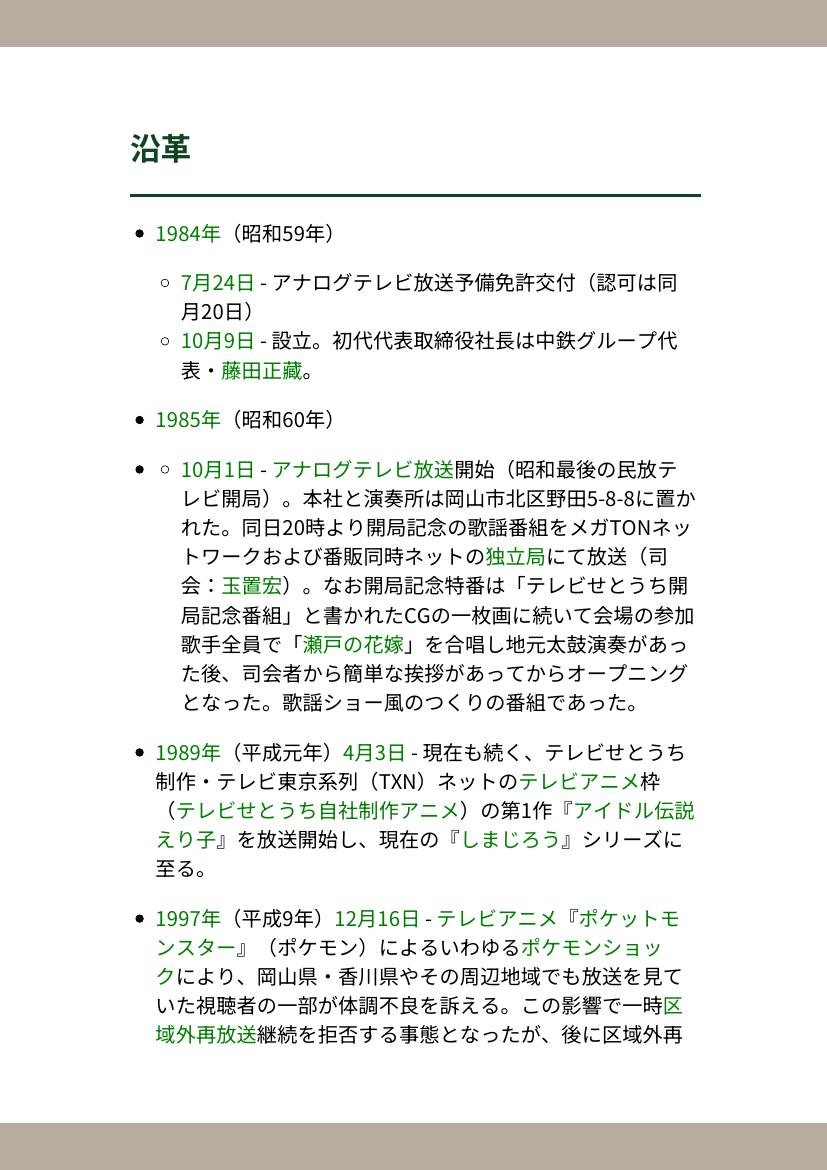 沿革
1984年（昭和59年）
7月24日 - アナログテレビ放送予備免許交付（認可は同
月20日）
10月9日 - 設立。初代代表取締役社長は中鉄グループ代
表・藤田正藏。
1985年（昭和60年）
10月1日 - アナログテレビ放送開始（昭和最後の民放テ
レビ開局）。本社と演奏所は岡山市北区野田5-8-8に置か
れた。同日20時より開局記念の歌謡番組をメガTONネッ
トワークおよび番販同時ネットの独立局にて放送（司
会：玉置宏）。なお開局記念特番は「テレビせとうち開
局記念番組」と書かれたCGの一枚画に続いて会場の参加
歌手全員で「瀬戸の花嫁」を合唱し地元太鼓演奏があっ
た後、司会者から簡単な挨拶があってからオープニング
となった。歌謡ショー風のつくりの番組であった。
1989年（平成元年）4月3日 - 現在も続く、テレビせとうち
制作・テレビ東京系列（TXN）ネットのテレビアニメ枠
（テレビせとうち自社制作アニメ）の第1作『アイドル伝説
えり子』を放送開始し、現在の『しまじろう』シリーズに
至る。
1997年（平成9年）12月16日 - テレビアニメ『ポケットモ
ンスター』（ポケモン）によるいわゆるポケモンショッ
クにより、岡山県・香川県やその周辺地域でも放送を見て
いた視聴者の一部が体調不良を訴える。この影響で一時区
域外再放送継続を拒否する事態となったが、後に区域外再